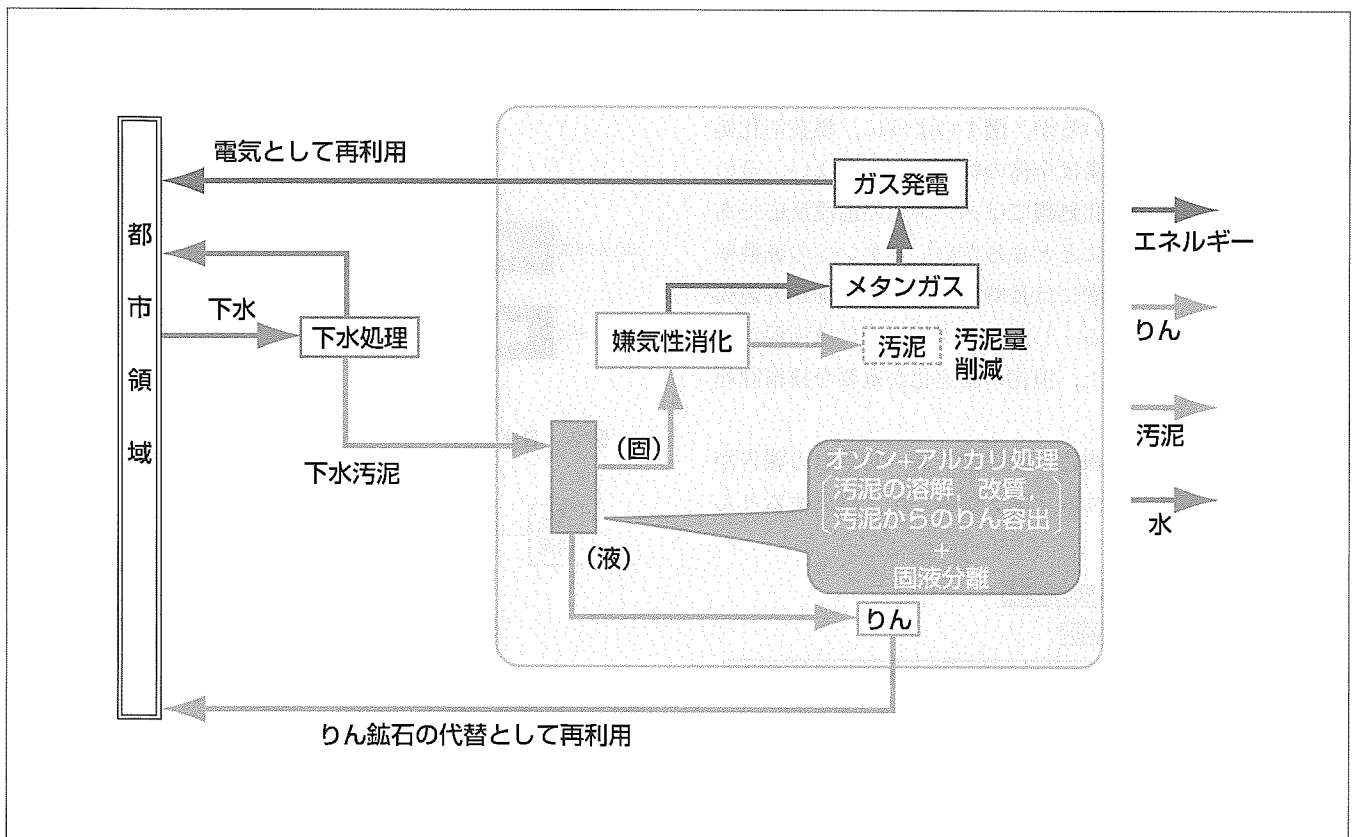 電気として再利用
ガス発電
都市領域
エネルギー
メタンガス
下水
下水処理
嫌気性消化
汚泥
汚泥量
削減
りん
(固)
下水汚泥
汚泥
オゾン+アルカリ処理
汚泥の溶解,改質,
汚泥からのりん容出
+
固液分離
水
(液)
りん
りん鉱石の代替として再利用